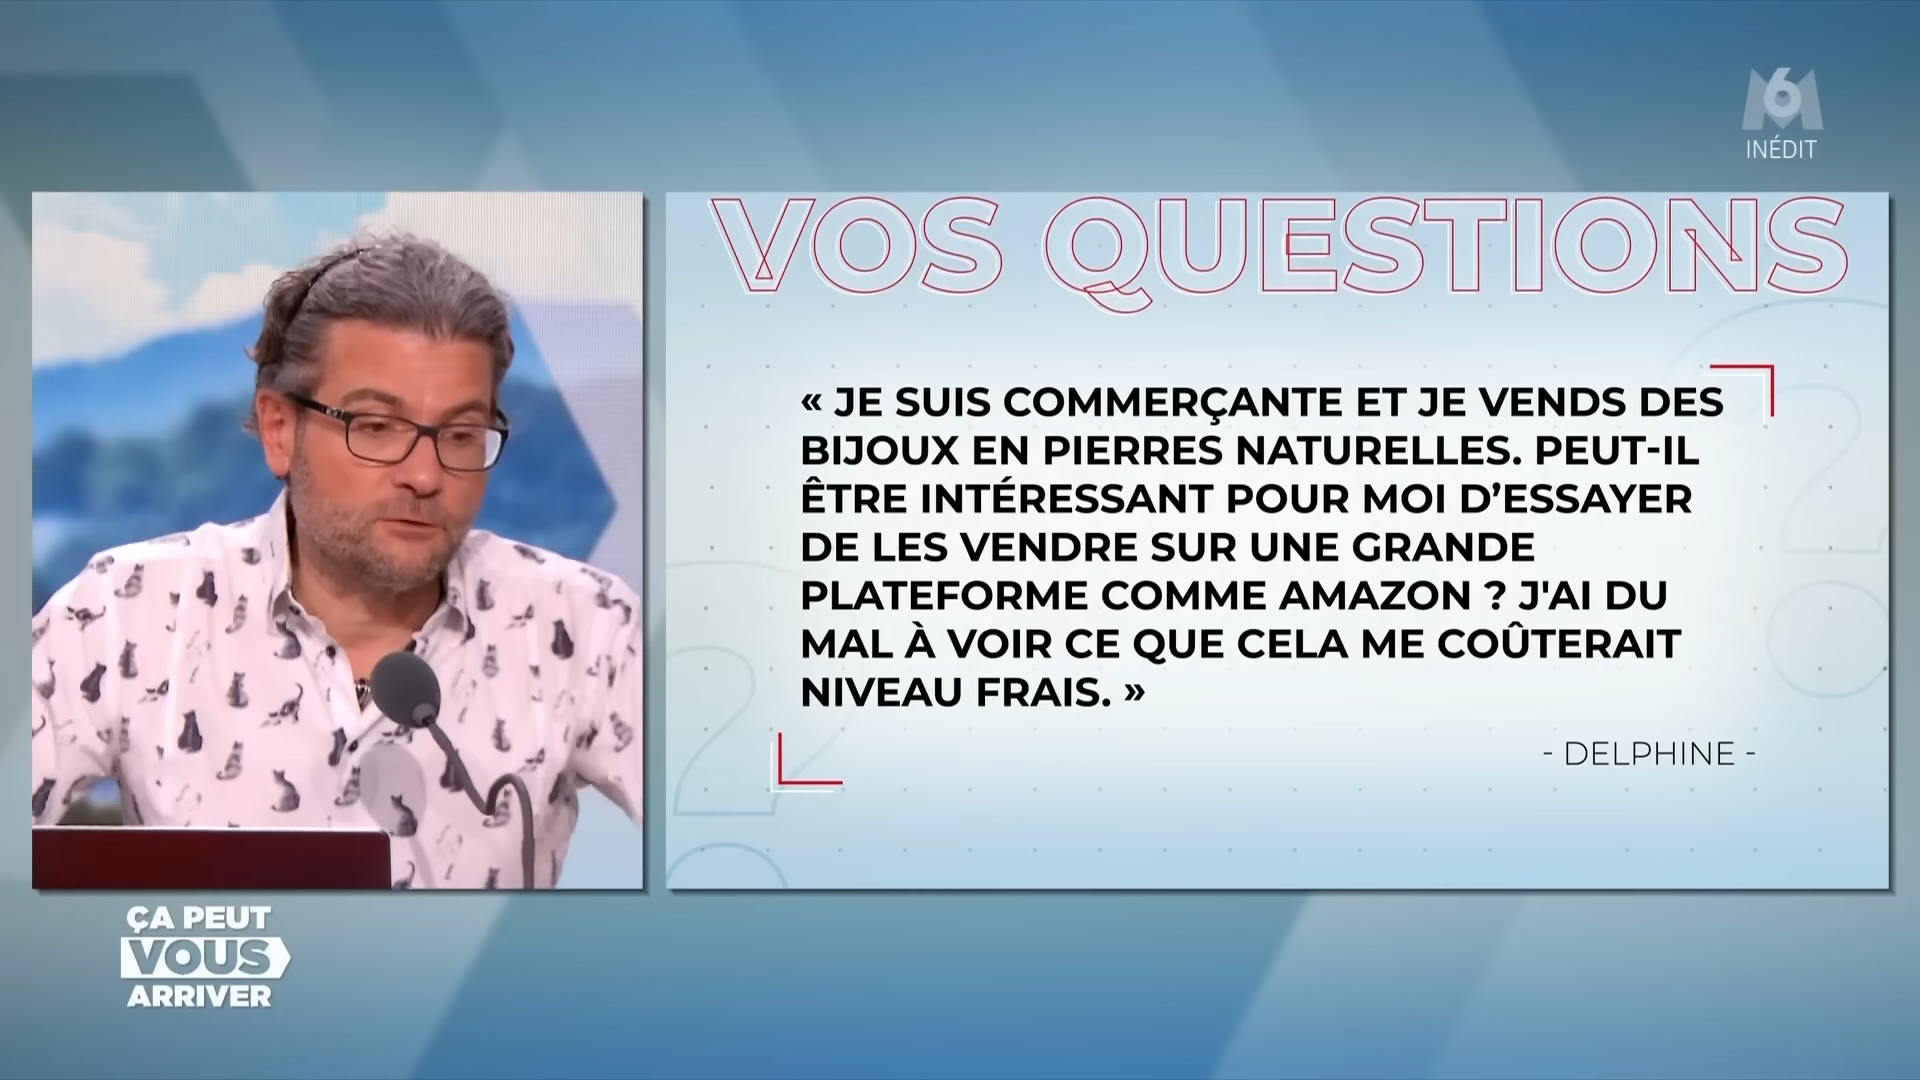 M6
INÉDIT
VOS QUESTIONS
« JE SUIS COMMERÇANTE ET JE VENDS DES
BIJOUX EN PIERRES NATURELLES. PEUT-IL
ÊTRE INTÉRESSANT POUR MOI D’ESSAYER
DE LES VENDRE SUR UNE GRANDE
PLATEFORME COMME AMAZON ? J'AI DU
MAL À VOIR CE QUE CELA ME COÛTERAIT
NIVEAU FRAIS. »
- DELPHINE -
ÇA PEUT
VOUS
ARRIVER